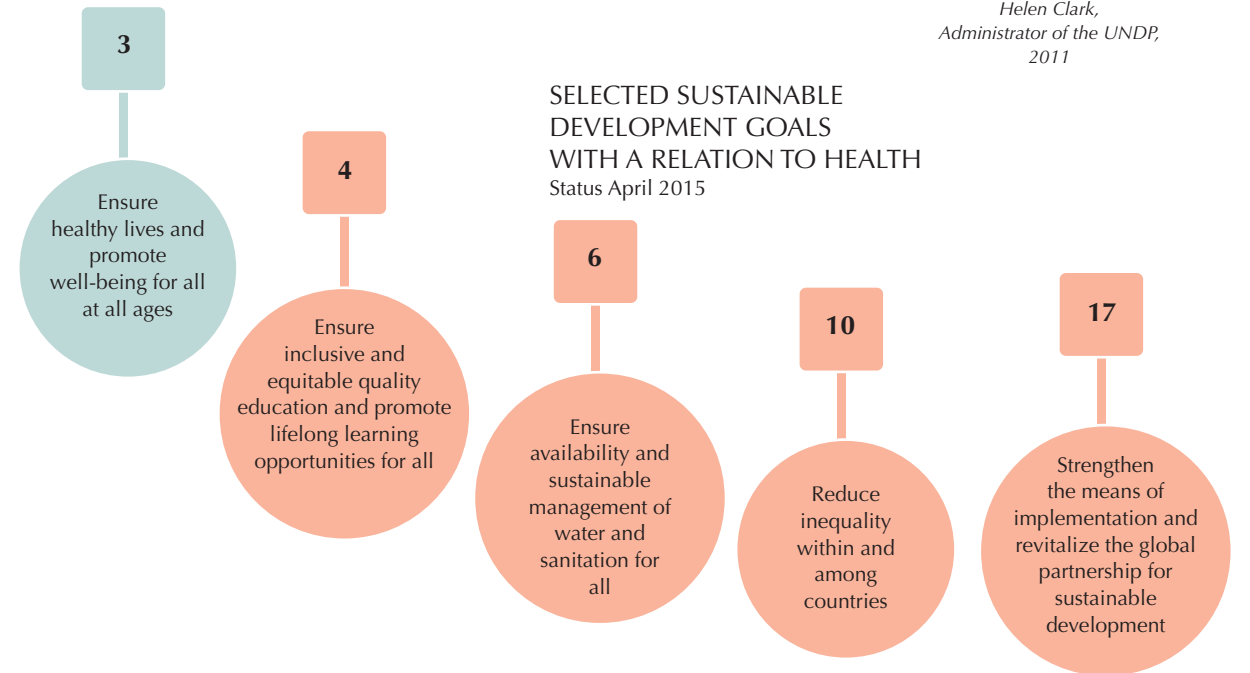 Helen Clark,
Administrator of the UNDP,
2011
SELECTED SUSTAINABLE
DEVELOPMENT GOALS
WITH A RELATION TO HEALTH
Status April 2015
3
Ensure
healthy lives and
promote
well-being for all
at all ages
4
Ensure
inclusive and
equitable quality
education and promote
lifelong learning
opportunities for all
6
Ensure
availability and
sustainable
management of
water and
sanitation for
all
10
Reduce
inequality
within and
among
countries
17
Strengthen
the means of
implementation and
revitalize the global
partnership for
sustainable
development